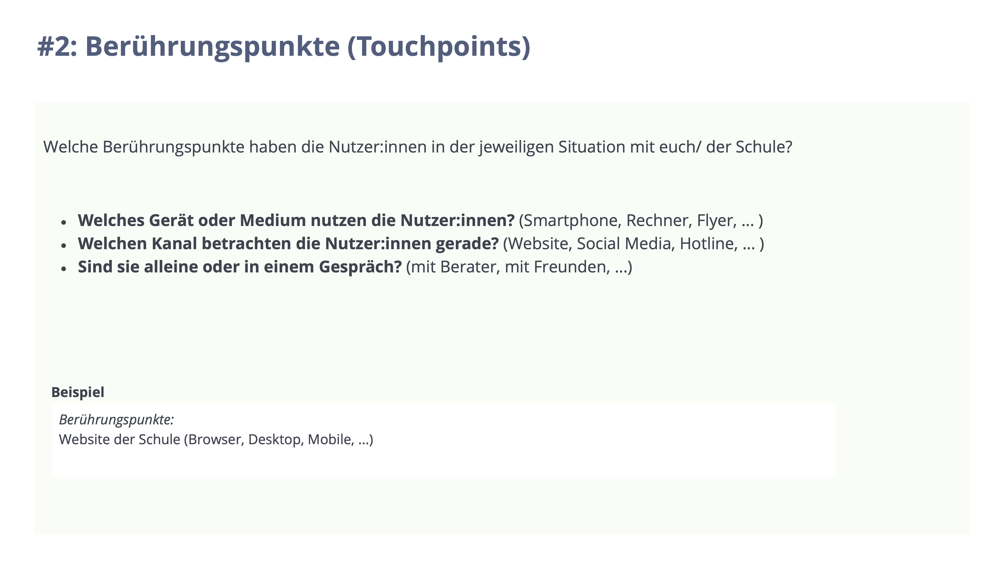 #2: Berührungspunkte (Touchpoints)
Welche Berührungspunkte haben die Nutzer:innen in der jeweiligen Situation mit euch/ der Schule?
• Welches Gerät oder Medium nutzen die Nutzer:innen? (Smartphone, Rechner, Flyer, ... )
• Welchen Kanal betrachten die Nutzer:innen gerade? (Website, Social Media, Hotline, ... )
• Sind sie alleine oder in einem Gespräch? (mit Berater, mit Freunden, ...)
Beispiel
Berührungspunkte:
Website der Schule (Browser, Desktop, Mobile, ...)